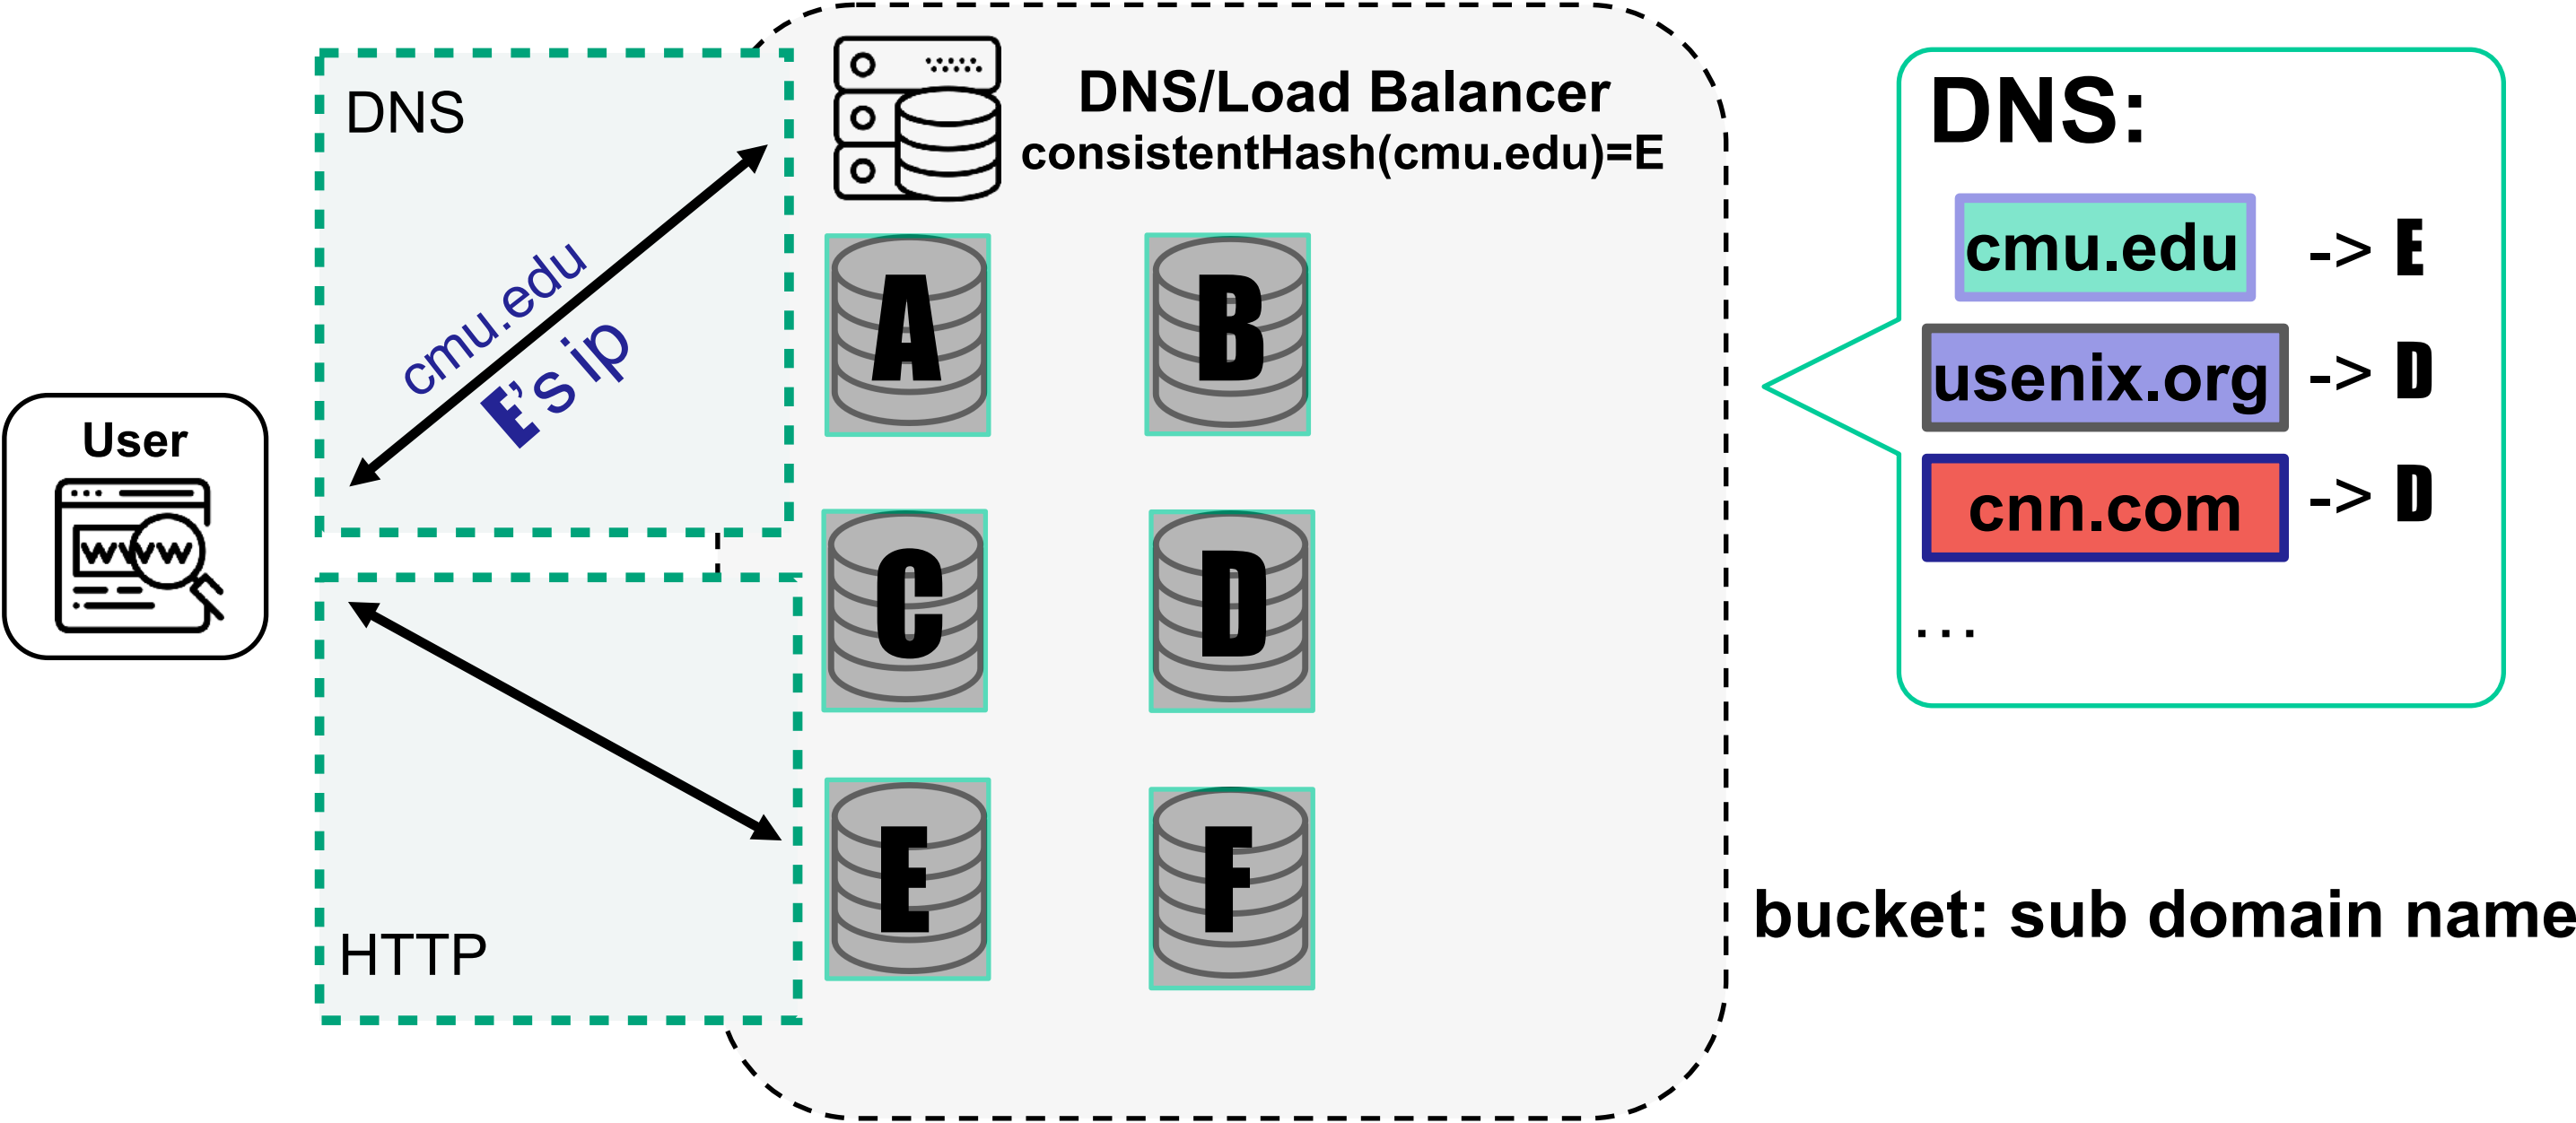 DNS
cmu.edu
E's ip
User
www
HTTP
DNS/Load Balancer
consistentHash(cmu.edu)=E
A
B
C
D
E
F
DNS:
cmu.edu -> E
usenix.org -> D
cnn.com -> D
...
bucket: sub domain name